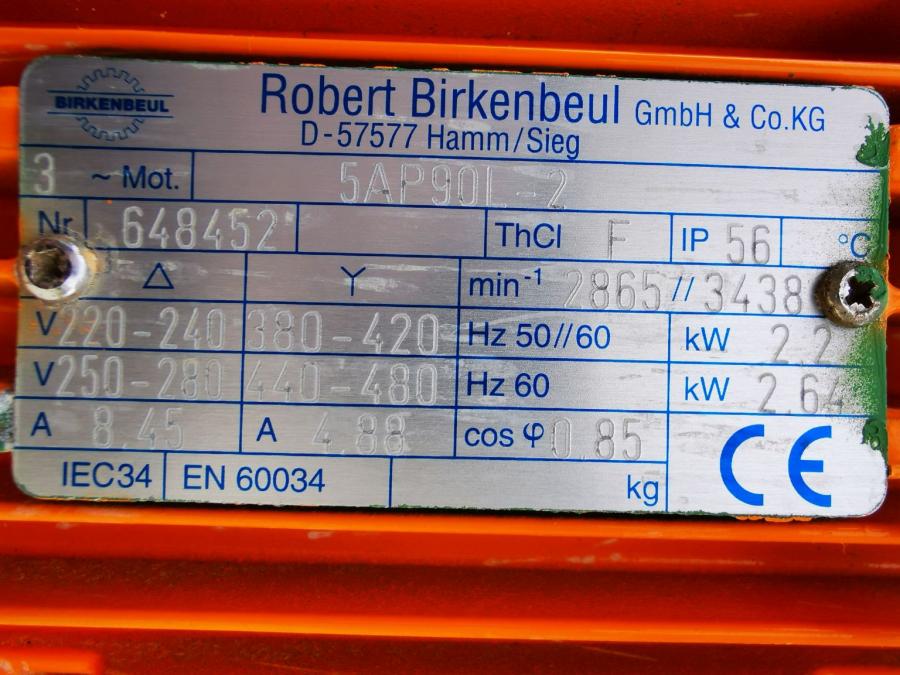 BIRKENBEUL
Robert Birkenbeul GmbH & Co.KG
D-57577 Hamm/Sieg
3 ~ Mot. 5AP90L-2
Nr. 648452 ThCl F IP 56 °C
△ Y min-1 2865 // 3438
V 220-240 380-420 Hz 50//60 kW 2.2
V 250-280 440-480 Hz 60 kW 2.64
A 8.45 A 4.88 cos φ 0.85
IEC34 EN 60034 kg CE